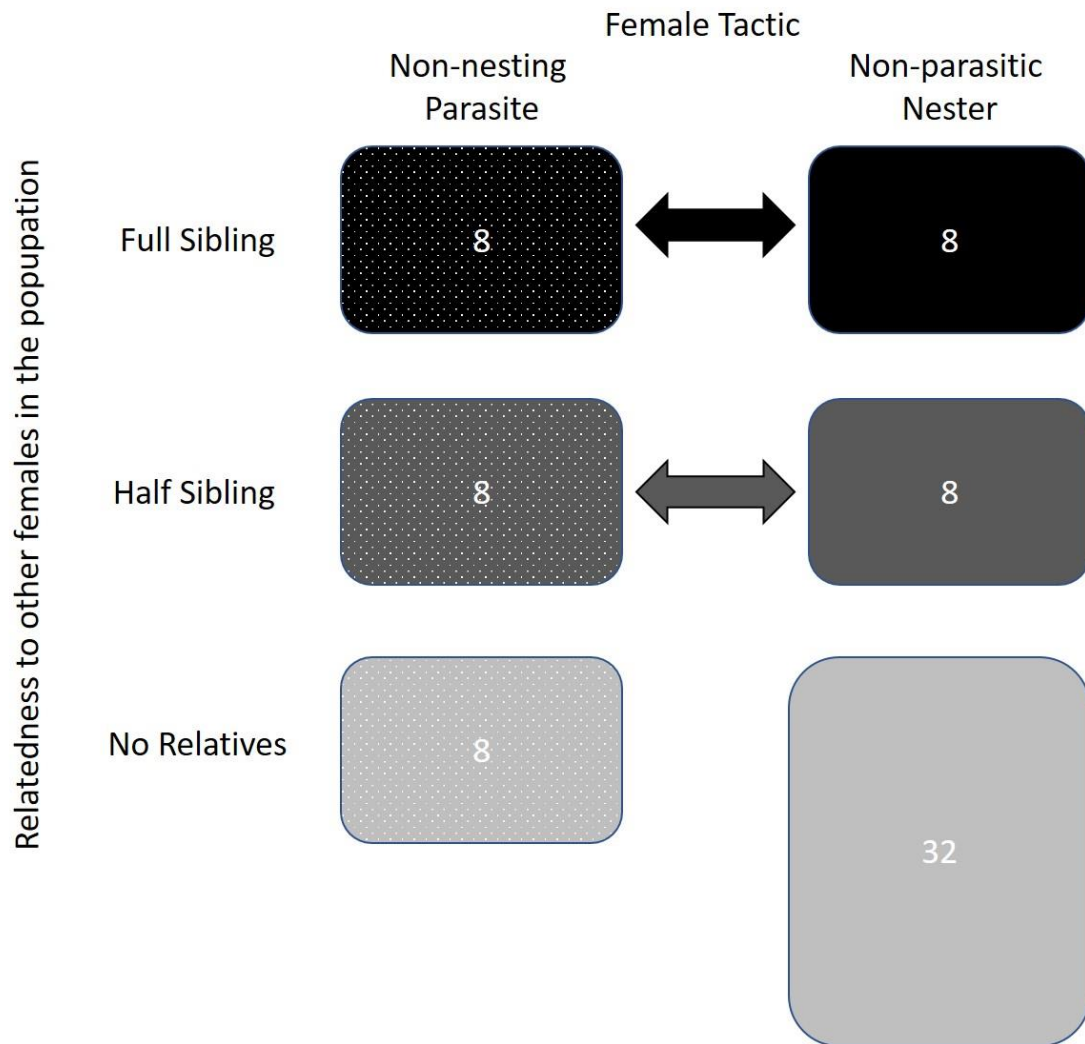 Female Tactic
Non-nesting
Parasite
Non-parasitic
Nester
Relatedness to other females in the popupation
Full Sibling
8
8
Half Sibling
8
8
No Relatives
8
32